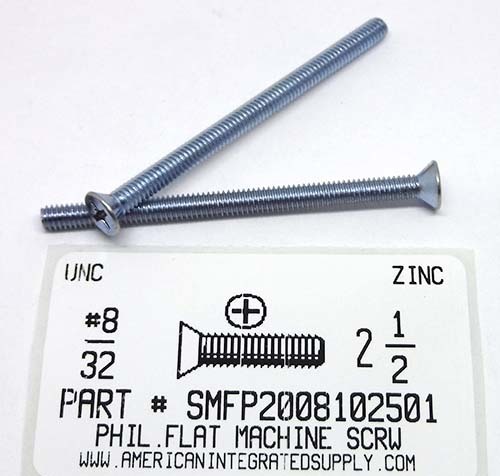 UNC ZINC
#8
32
2 1
2
PART # SMFP2008102501
PHIL.FLAT MACHINE SCRW
WWW.AMERICANINTEGRATEDSUPPLY.COM